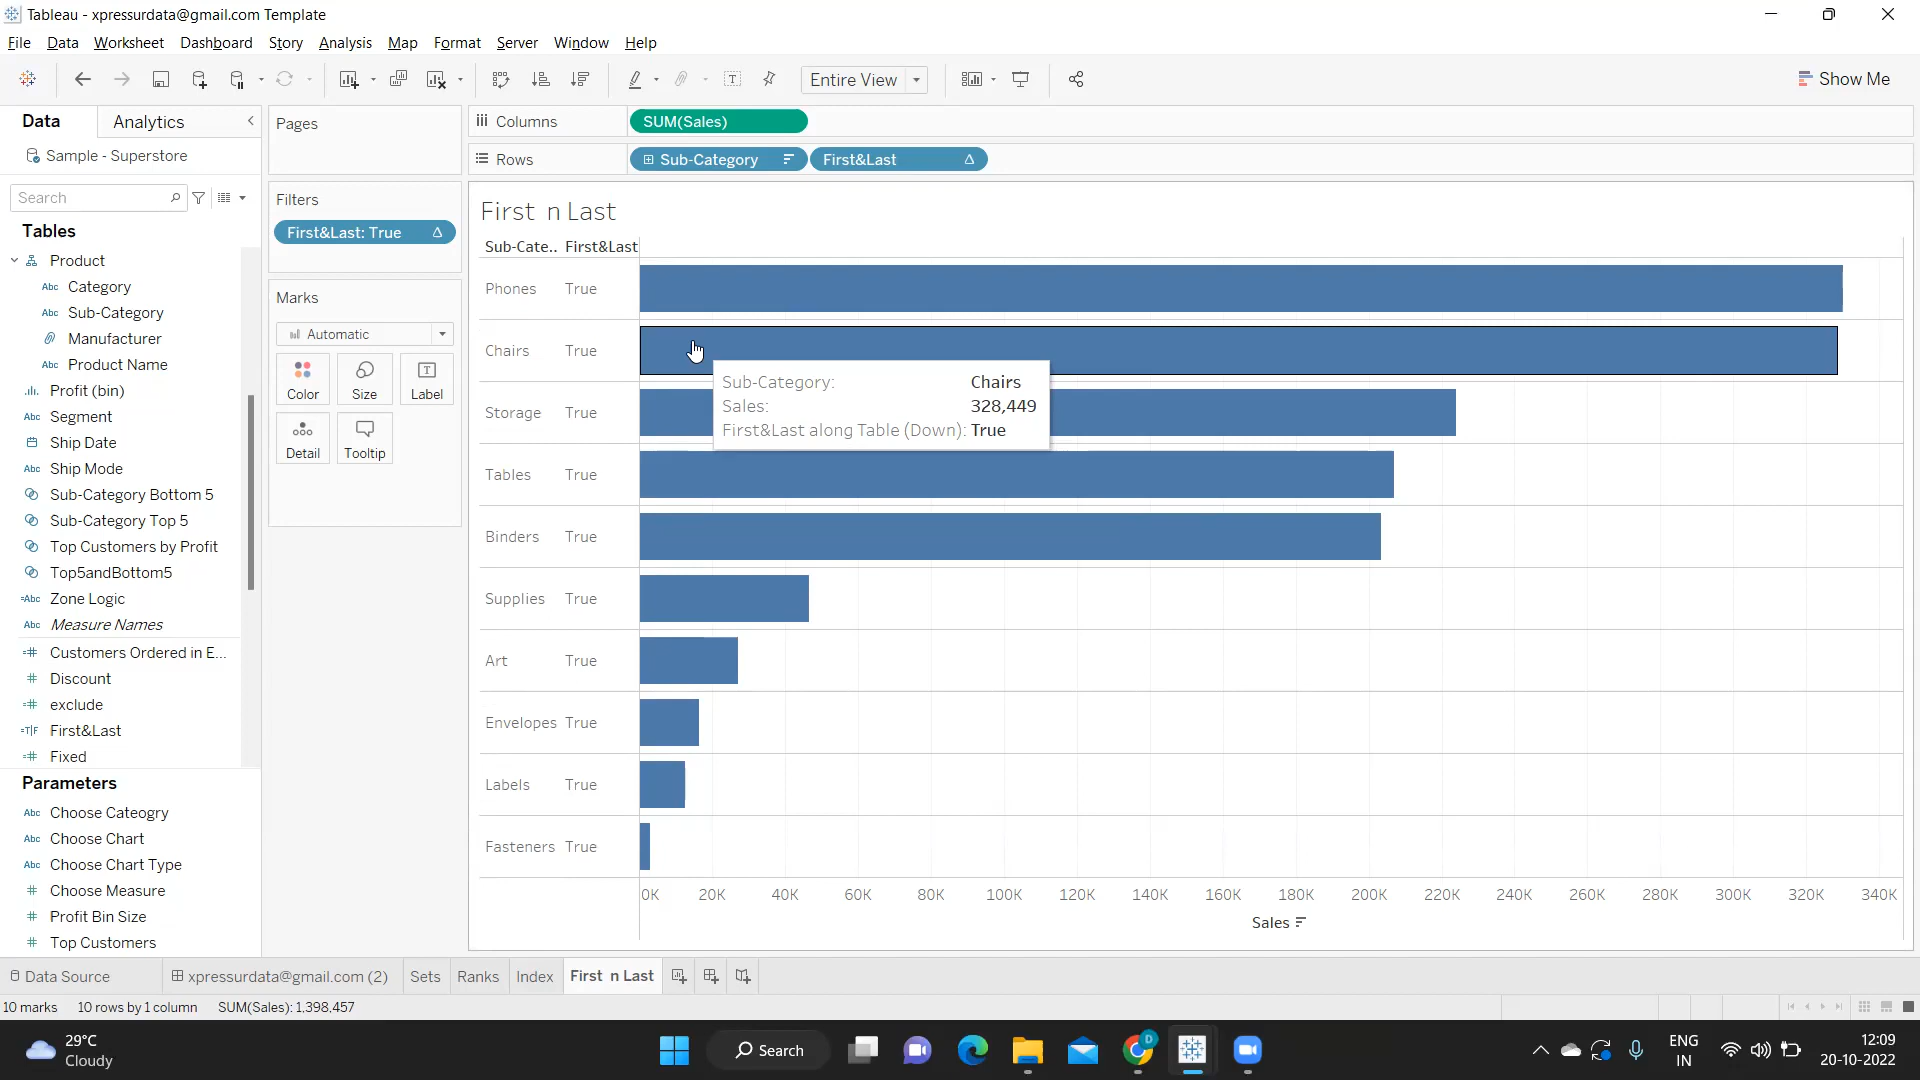 Tableau - xpressurdata@gmail.com Template
File Data Worksheet Dashboard Story Analysis Map Format Server Window Help
Entire View
Show Me
Data Analytics
Sample - Superstore
Search
Tables
Product
Category
Sub-Category
Manufacturer
Product Name
Profit (bin)
Segment
Ship Date
Ship Mode
Sub-Category Bottom 5
Sub-Category Top 5
Top Customers by Profit
Top5andBottom5
Zone Logic
Measure Names
Customers Ordered in E...
Discount
exclude
First&Last
Fixed
Parameters
Choose Cateogry
Choose Chart
Choose Chart Type
Choose Measure
Profit Bin Size
Top Customers
Pages
Filters
First&Last: True
Marks
Automatic
Color Size Label
Detail Tooltip
Columns SUM(Sales)
Rows Sub-Category First&Last
First n Last
Sub-Cate.. First&Last
Phones True
Chairs True
Storage True
Tables True
Binders True
Supplies True
Art True
Envelopes True
Labels True
Fasteners True
Sub-Category: Chairs
Sales: 328,449
First&Last along Table (Down): True
0K 20K 40K 60K 80K 100K 120K 140K 160K 180K 200K 220K 240K 260K 280K 300K 320K 340K
Sales
Data Source xpressurdata@gmail.com (2) Sets Ranks Index First n Last
10 marks 10 rows by 1 column SUM(Sales): 1,398,457
29°C
Cloudy
Search
ENG
IN
12:09
20-10-2022